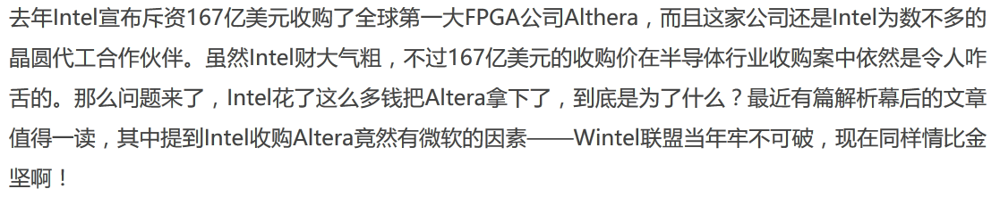 去年Intel宣布斥资167亿美元收购了全球第一大FPGA公司Althera，而且这家公司还是Intel为数不多的
晶圆代工合作伙伴。虽然Intel财大气粗，不过167亿美元的收购价在半导体行业收购案中依然是令人咋
舌的。那么问题来了，Intel花了这么多钱把Altera拿下了，到底是为了什么？最近有篇解析幕后的文章
值得一读，其中提到Intel收购Altera竟然有微软的因素——Wintel联盟当年牢不可破，现在同样情比金
坚啊！